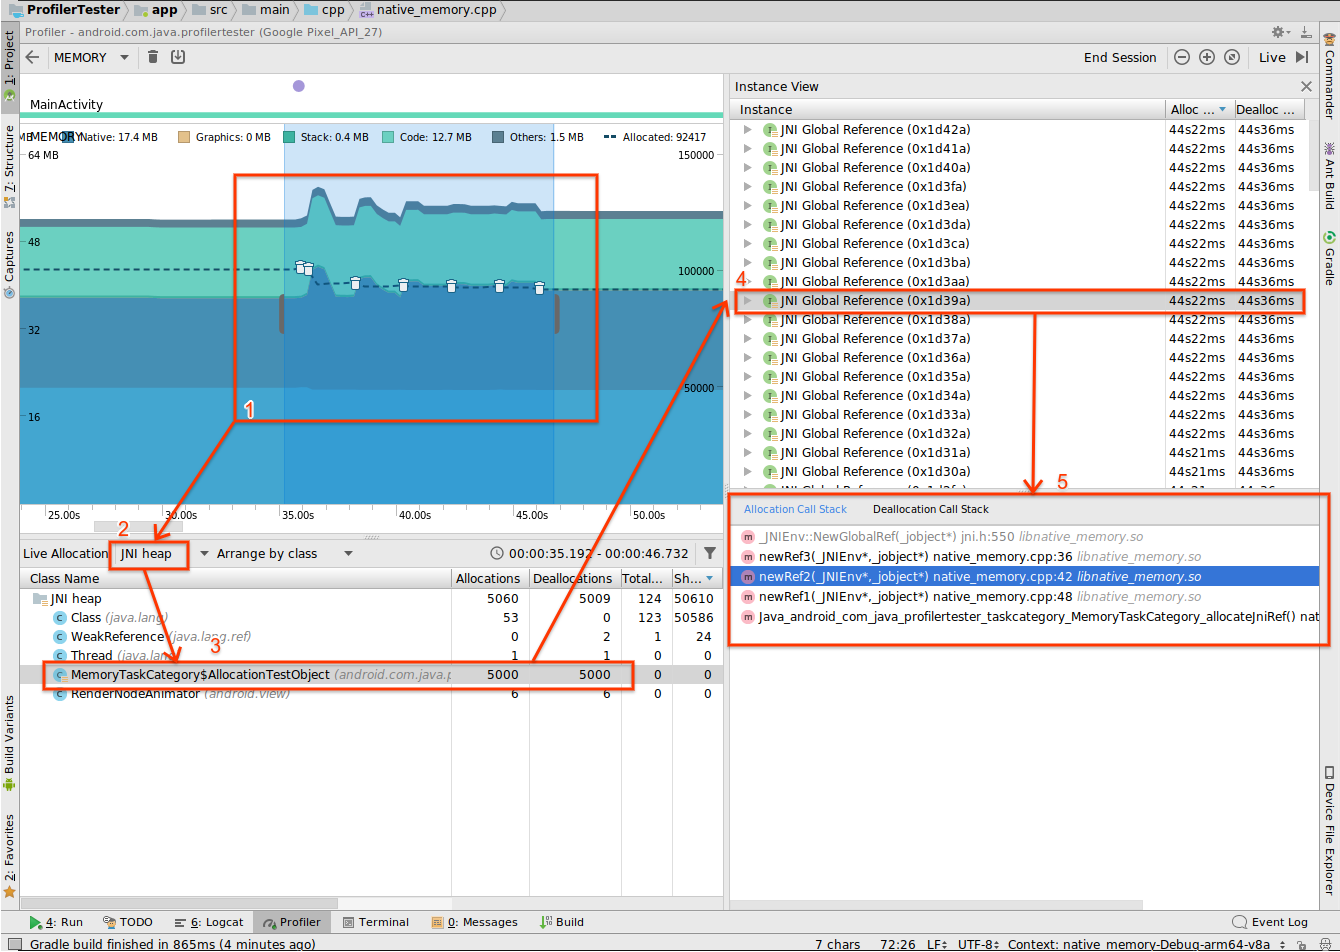 ProfilerTester app src main cpp native_memory.cpp
Profiler - android.com.java.profilertester (Google Pixel_API_27)
MEMORY End Session Live
1: Project
7: Structure
Captures
Build Variants
2: Favorites
MainActivity
MEMORY Native: 17.4 MB Graphics: 0 MB Stack: 0.4 MB Code: 12.7 MB Others: 1.5 MB Allocated: 92417
64 MB 150000
48
100000
32
50000
16
1
25.00s 30.00s 35.00s 40.00s 45.00s 50.00s
2
Live Allocation JNI heap Arrange by class 00:00:35.192 - 00:00:46.732
Class Name Allocations Deallocations Total... Sh...
JNI heap 5060 5009 124 50610
Class (java.lang) 53 0 123 50586
WeakReference (java.lang.ref) 0 2 1 24
3
Thread (java.lan 1 1 0 0
MemoryTaskCategory$AllocationTestObject (android.com.java.p 5000 5000 0 0
RenderNodeAnimator (android.view) 6 6 0 0
Instance View
Instance Alloc ... Dealloc ...
JNI Global Reference (0x1d42a) 44s22ms 44s36ms
JNI Global Reference (0x1d41a) 44s22ms 44s36ms
JNI Global Reference (0x1d40a) 44s22ms 44s36ms
JNI Global Reference (0x1d3fa) 44s22ms 44s36ms
JNI Global Reference (0x1d3ea) 44s22ms 44s36ms
JNI Global Reference (0x1d3da) 44s22ms 44s36ms
JNI Global Reference (0x1d3ca) 44s22ms 44s36ms
JNI Global Reference (0x1d3ba) 44s22ms 44s36ms
4
JNI Global Reference (0x1d3aa) 44s22ms 44s36ms
JNI Global Reference (0x1d39a) 44s22ms 44s36ms
JNI Global Reference (0x1d38a) 44s22ms 44s36ms
JNI Global Reference (0x1d37a) 44s22ms 44s36ms
JNI Global Reference (0x1d36a) 44s22ms 44s36ms
JNI Global Reference (0x1d35a) 44s22ms 44s36ms
JNI Global Reference (0x1d34a) 44s22ms 44s36ms
JNI Global Reference (0x1d33a) 44s22ms 44s36ms
JNI Global Reference (0x1d32a) 44s22ms 44s36ms
JNI Global Reference (0x1d31a) 44s21ms 44s36ms
JNI Global Reference (0x1d30a) 44s21ms 44s36ms
5
Allocation Call Stack Deallocation Call Stack
_JNIEnv::NewGlobalRef(_jobject*) jni.h:550 libnative_memory.so
newRef3(_JNIEnv*,_jobject*) native_memory.cpp:36 libnative_memory.so
newRef2(_JNIEnv*,_jobject*) native_memory.cpp:42 libnative_memory.so
newRef1(_JNIEnv*,_jobject*) native_memory.cpp:48 libnative_memory.so
Java_android_com_java_profilertester_taskcategory_MemoryTaskCategory_allocateJniRef() nat
Commander
Ant Build
Gradle
Device File Explorer
4: Run TODO 6: Logcat Profiler Terminal 0: Messages Build Event Log
Gradle build finished in 865ms (4 minutes ago) 7 chars 72:26 LF UTF-8 Context: native_memory-Debug-arm64-v8a